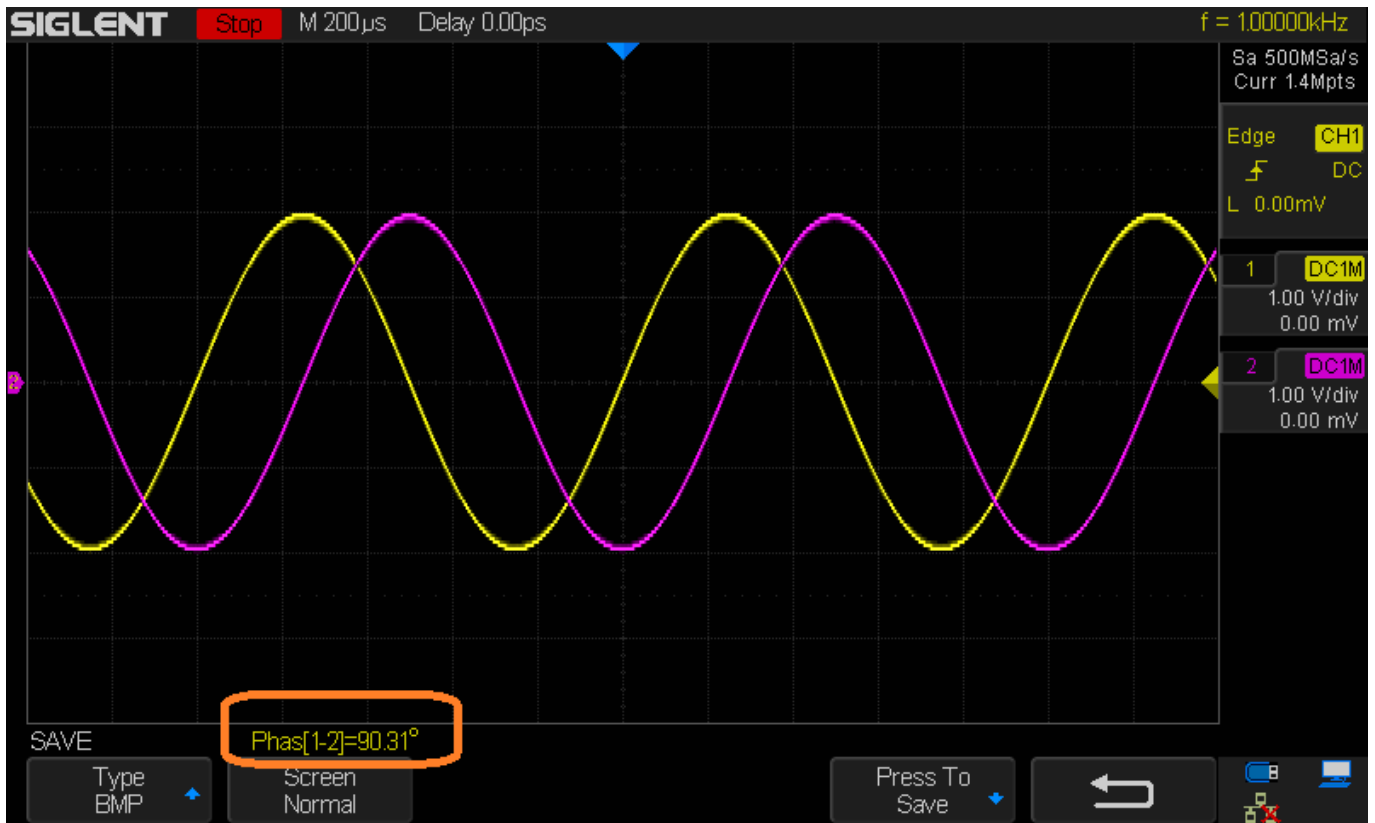 SIGLENT Stop M 200µs Delay 0.00ps f = 1.00000kHz
Sa 500MSa/s
Curr 1.4Mpts
Edge CH1
DC
L 0.00mV
1 DC1M
1.00 V/div
0.00 mV
2 DC1M
1.00 V/div
0.00 mV
SAVE Phas[1-2]=90.31°
Type
BMP
Screen
Normal
Press To
Save